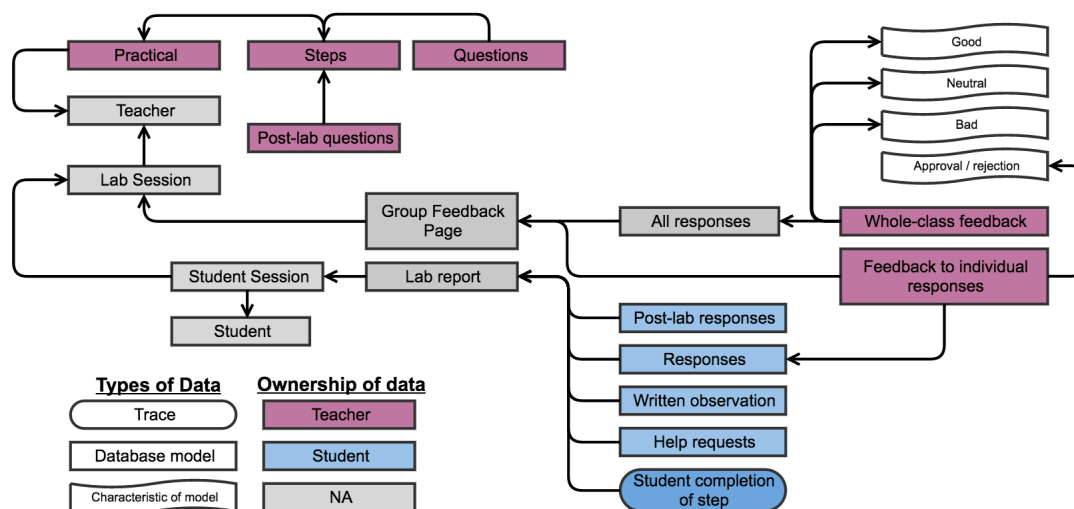 Practical
Steps
Questions
Good
Neutral
Teacher
Bad
Post-lab questions
Approval / rejection
Lab Session
Group Feedback
Page
All responses
Whole-class feedback
Feedback to individual
responses
Student Session
Lab report
Student
Post-lab responses
Responses
Types of Data
Ownership of data
Trace
Teacher
Written observation
Database model
Student
Help requests
Characteristic of model
NA
Student completion
of step